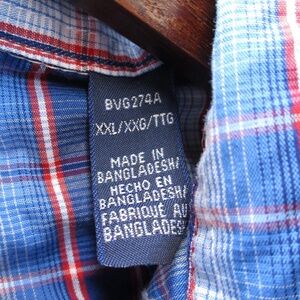 BVG274A
XXL/XXG/TTG
MADE IN
BANGLADESH/
HECHO EN
BANGLADESH/
FABRIQUÉ AU
BANGLADESH